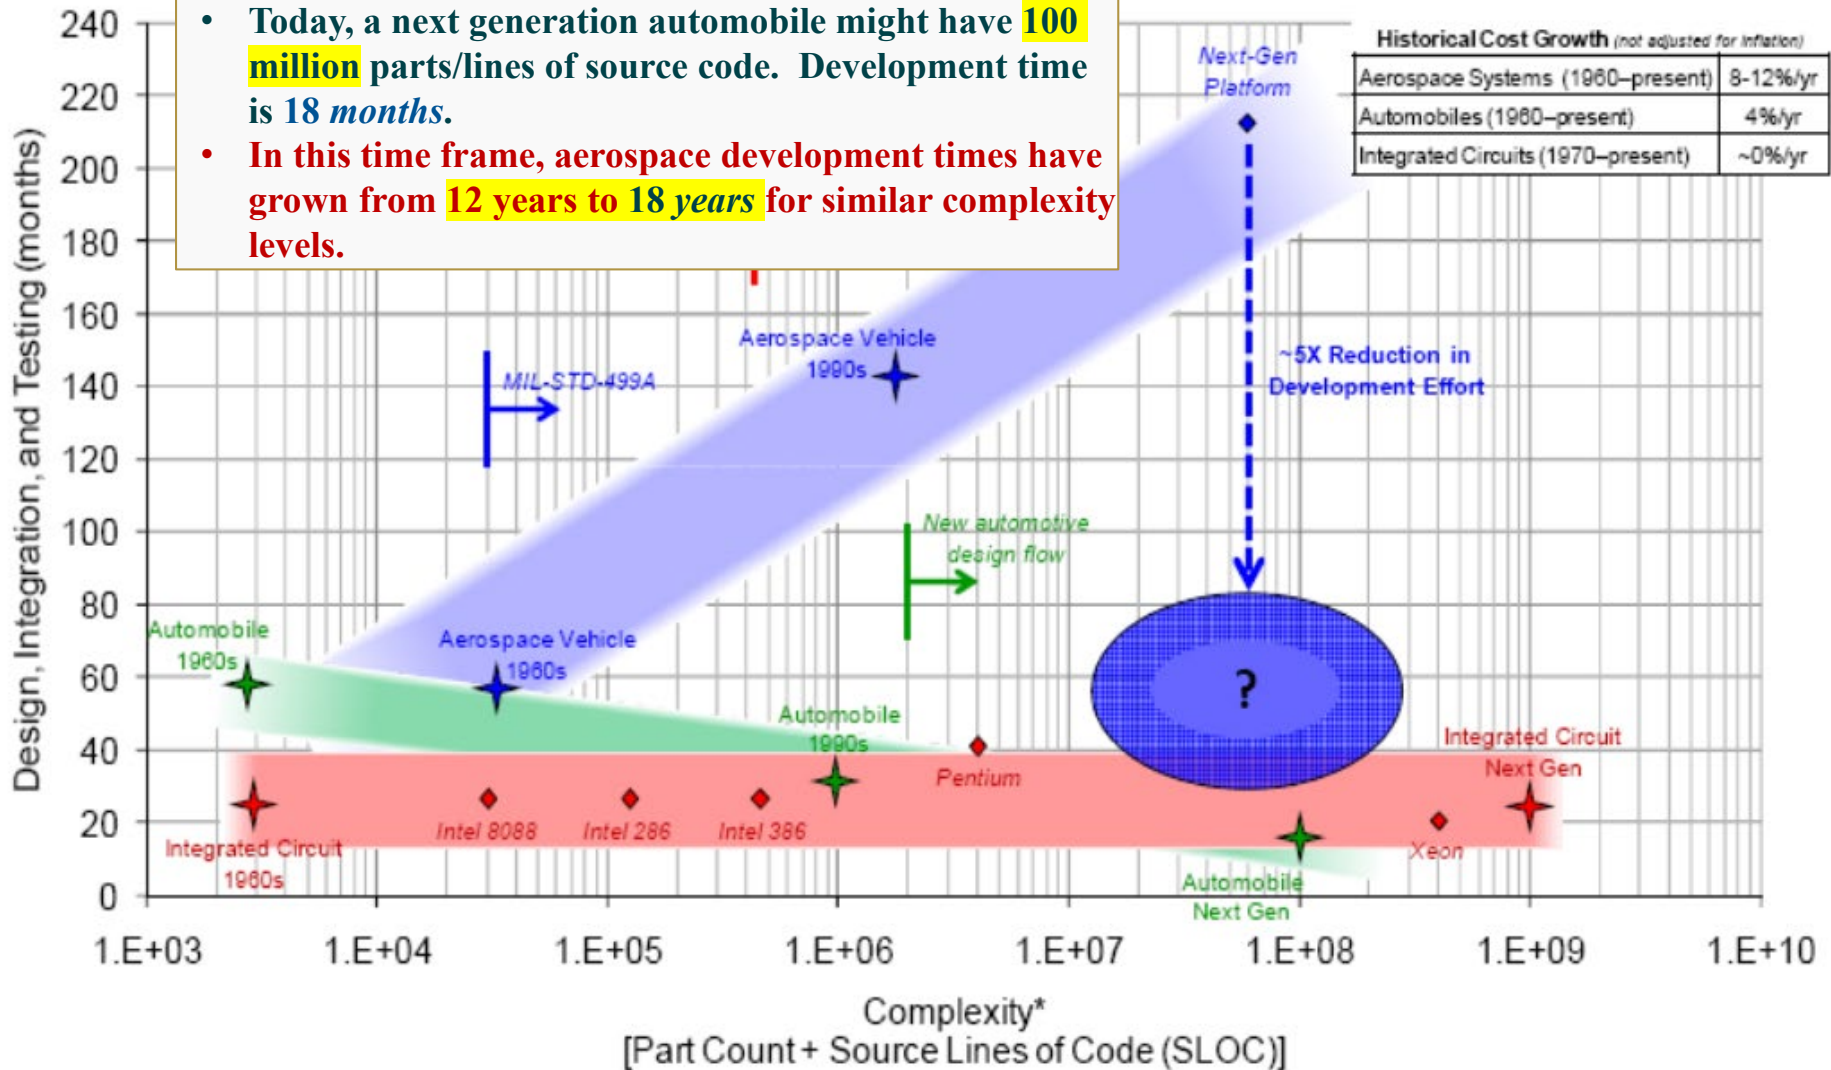 • Today, a next generation automobile might have 100
million parts/lines of source code. Development time
is 18 months.
• In this time frame, aerospace development times have
grown from 12 years to 18 years for similar complexity
levels.
Historical Cost Growth (not adjusted for inflation)
Aerospace Systems (1960–present) 8-12%/yr
Automobiles (1960–present) 4%/yr
Integrated Circuits (1970–present) ~0%/yr
Design, Integration, and Testing (months)
240
220
200
180
160
140
120
100
80
60
40
20
0
Next-Gen
Platform
Aerospace Vehicle
1990s
MIL-STD-499A
~5X Reduction in
Development Effort
New automotive
design flow
Automobile
1960s
Aerospace Vehicle
1960s
?
Automobile
1990s
Pentium
Integrated Circuit
Next Gen
Intel 8088
Intel 286
Intel 386
Integrated Circuit
1960s
Xeon
Automobile
Next Gen
1.E+03 1.E+04 1.E+05 1.E+06 1.E+07 1.E+08 1.E+09 1.E+10
Complexity*
[Part Count + Source Lines of Code (SLOC)]